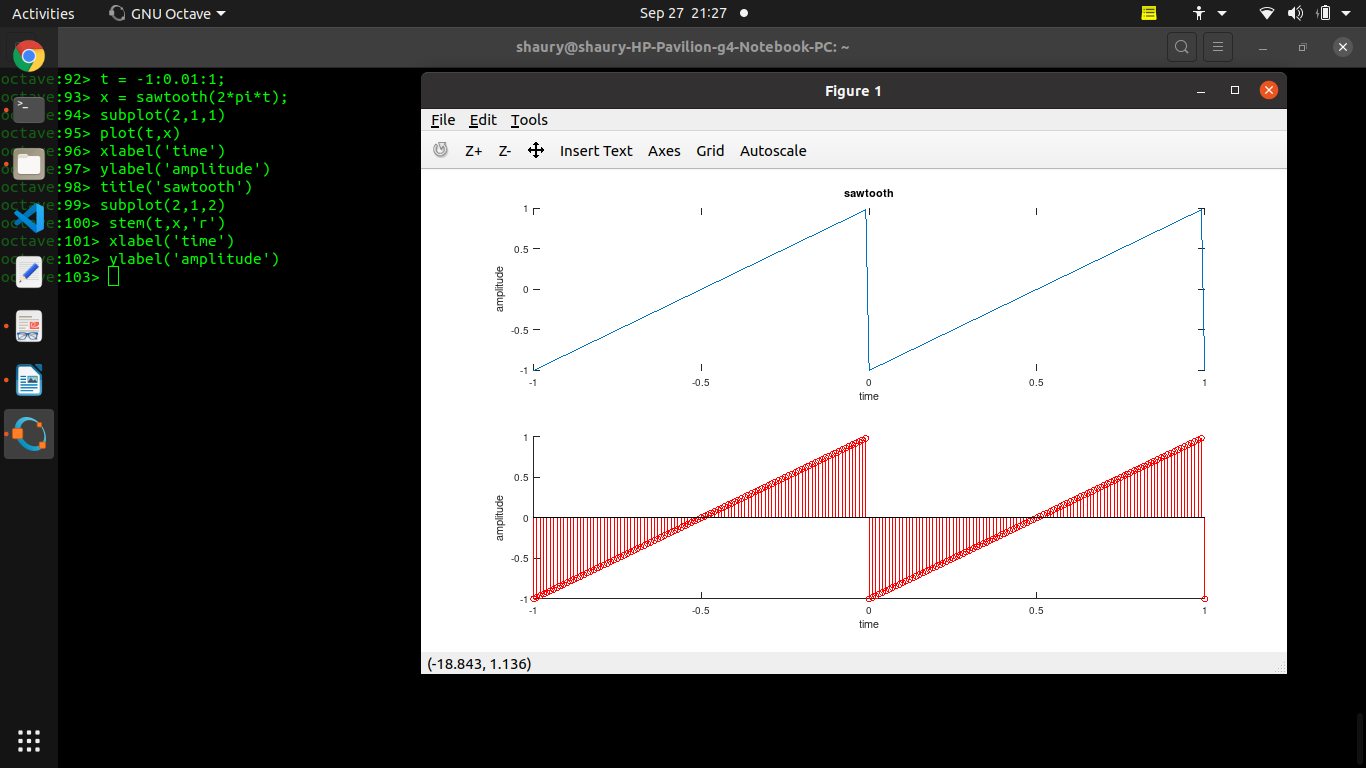 Activities GNU Octave Sep 27 21:27
shaury@shaury-HP-Pavilion-g4-Notebook-PC: ~
octave:92> t = -1:0.01:1;
octave:93> x = sawtooth(2*pi*t);
octave:94> subplot(2,1,1)
octave:95> plot(t,x)
octave:96> xlabel('time')
octave:97> ylabel('amplitude')
octave:98> title('sawtooth')
octave:99> subplot(2,1,2)
octave:100> stem(t,x,'r')
octave:101> xlabel('time')
octave:102> ylabel('amplitude')
octave:103>
Figure 1
File Edit Tools
Z+ Z- Insert Text Axes Grid Autoscale
sawtooth
1
0.5
0
-0.5
-1
amplitude
-1 -0.5 0 0.5 1
time
1
0.5
0
-0.5
-1
amplitude
-1 -0.5 0 0.5 1
time
(-18.843, 1.136)